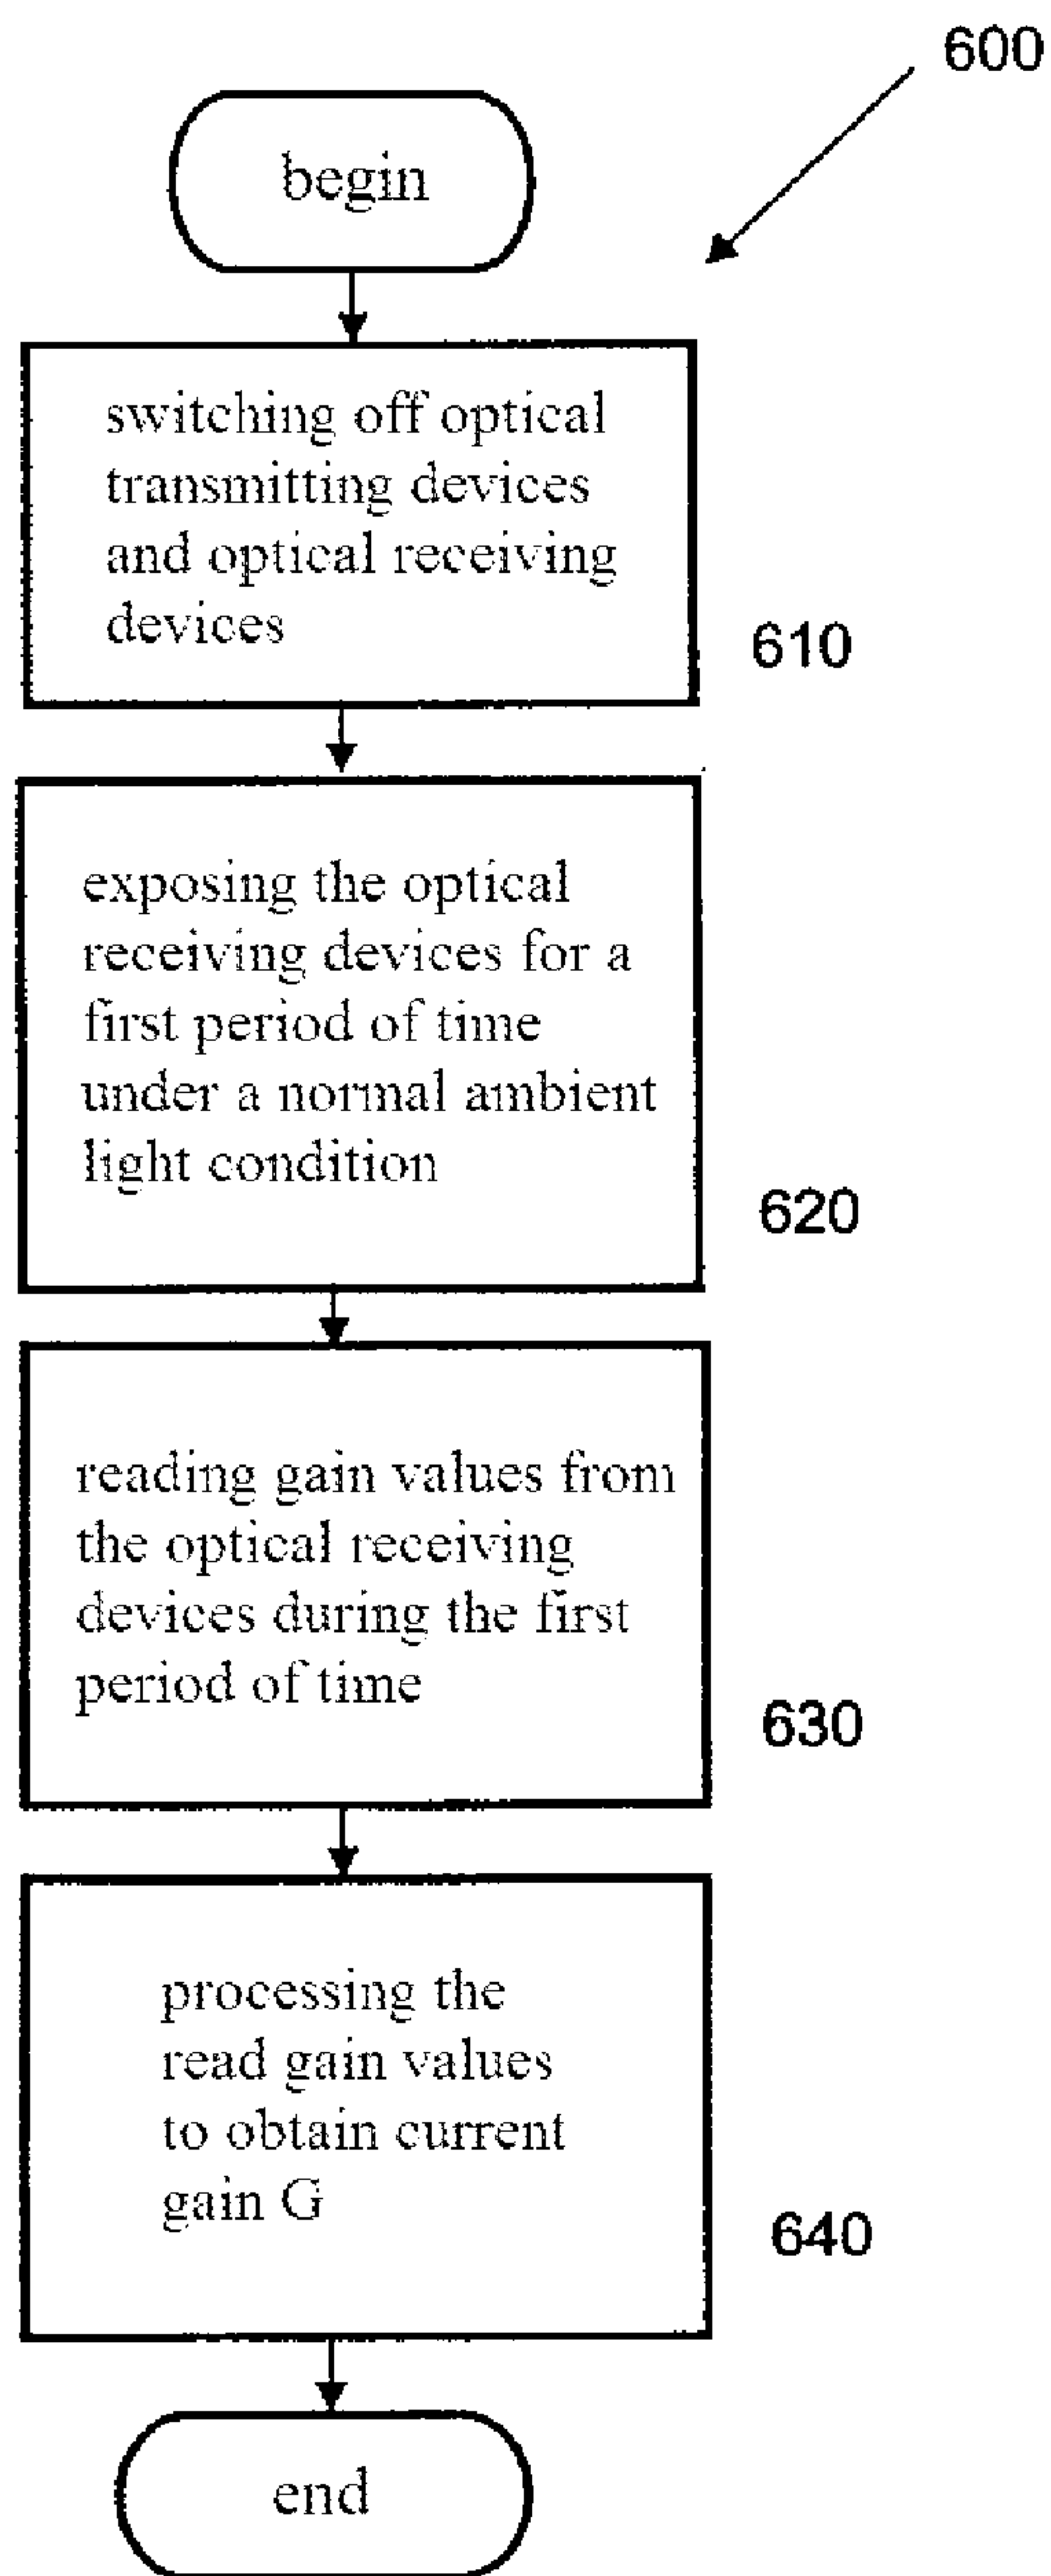 600
begin
switching off optical
transmitting devices
and optical receiving
devices
610
exposing the optical
receiving devices for a
first period of time
under a normal ambient
light condition
620
reading gain values from
the optical receiving
devices during the first
period of time
630
processing the
read gain values
to obtain current
gain G
640
end